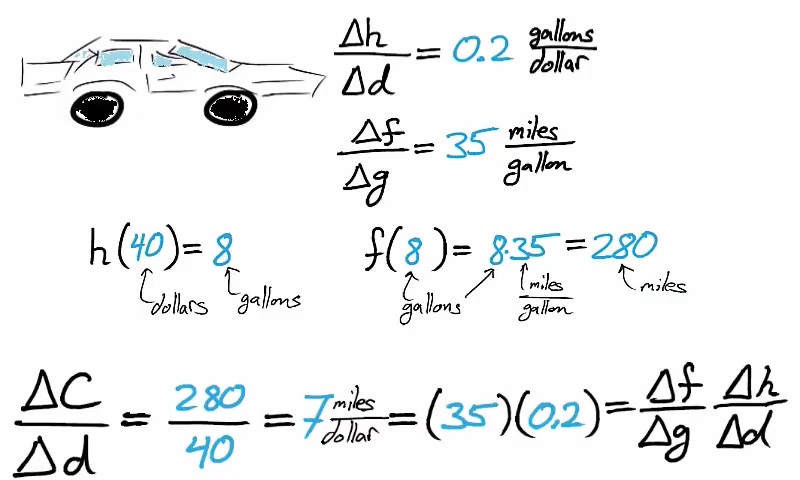 Δh/Δd = 0.2 gallons/dollar
Δf/Δg = 35 miles/gallon
h(40) = 8
dollars gallons
f(8) = 8·35 = 280
gallons miles/gallon miles
ΔC/Δd = 280/40 = 7 miles/dollar = (35)(0.2) = Δf/Δg Δh/Δd